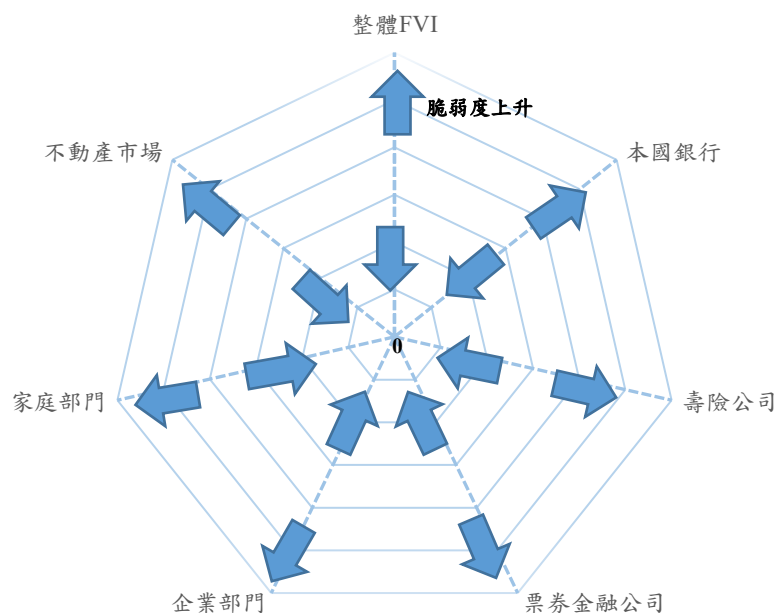 整體FVI
脆弱度上升
不動產市場
本國銀行
0
家庭部門
壽險公司
企業部門
票券金融公司